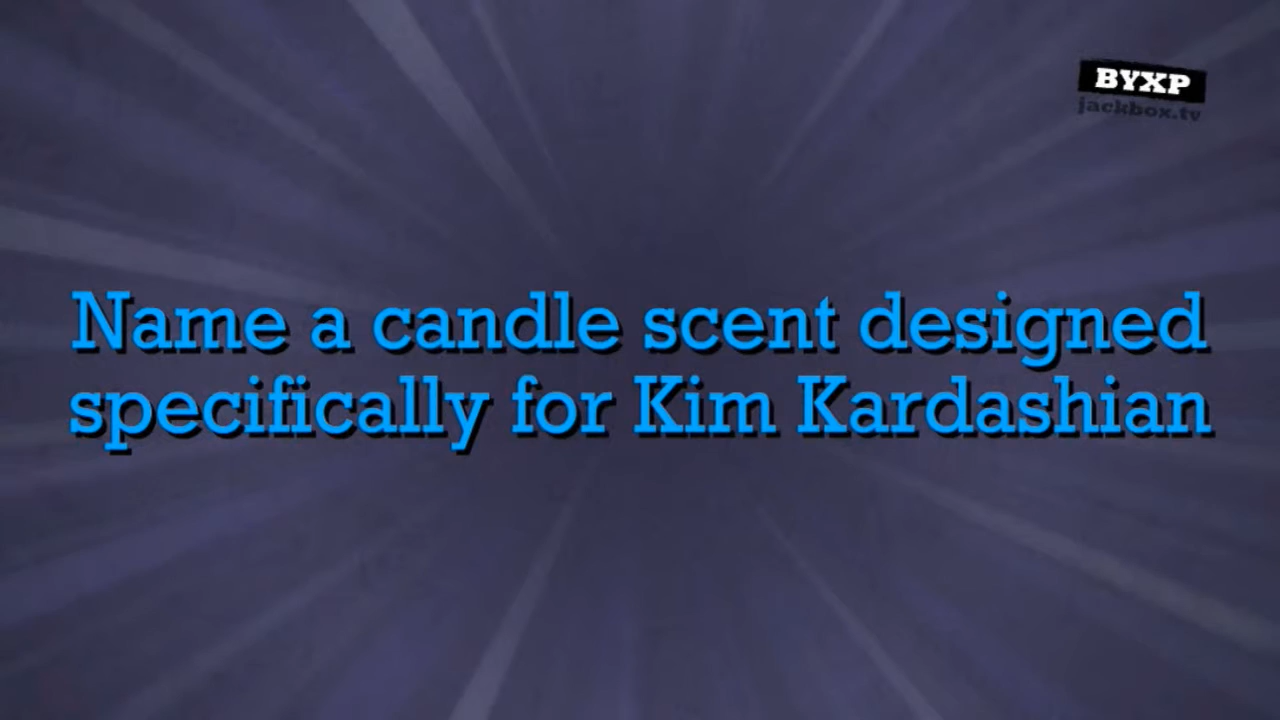 BYXP
jackbox.tv
Name a candle scent designed
specifically for Kim Kardashian